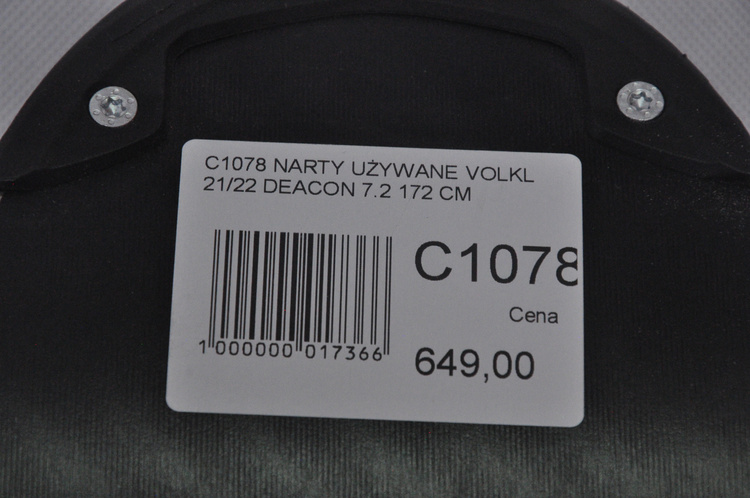 C1078 NARTY UŻYWANE VOLKL
21/22 DEACON 7.2 172 CM
C1078
Cena
1 000000 017366
649,00